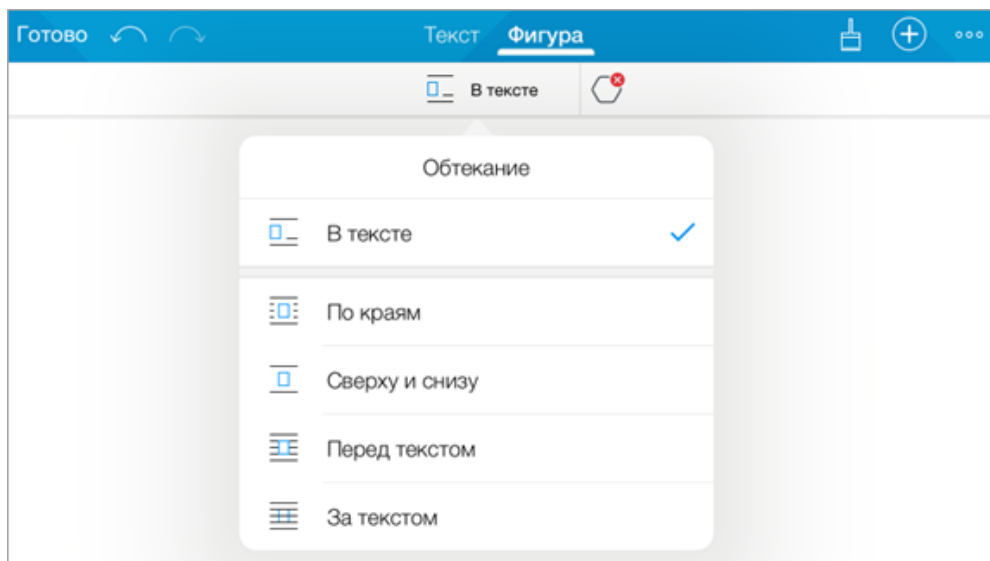 Готово Текст Фигура
В тексте
Обтекание
В тексте
По краям
Сверху и снизу
Перед текстом
За текстом